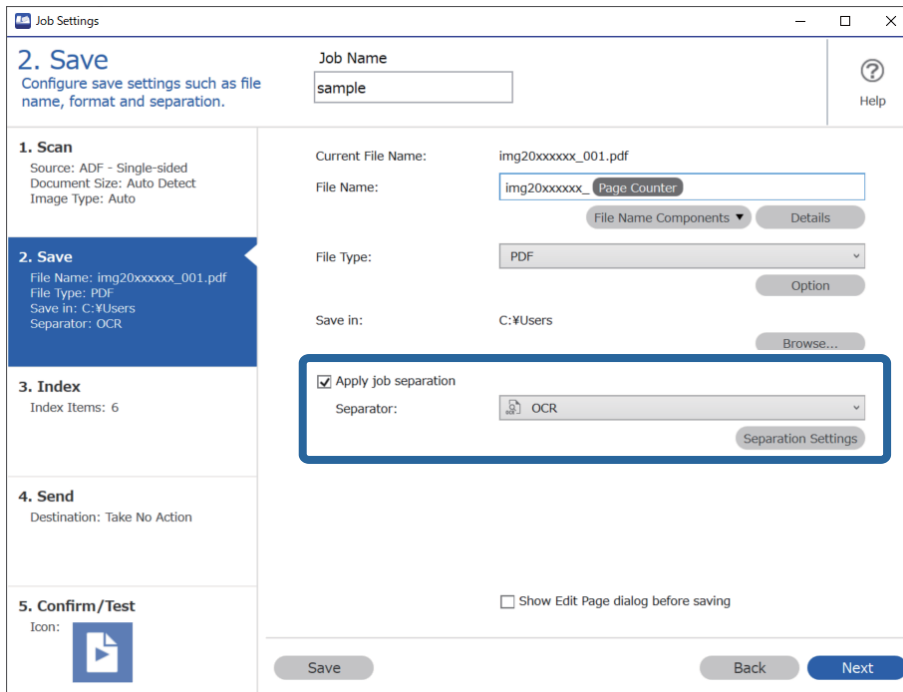 Job Settings
2. Save
Configure save settings such as file
name, format and separation.
Job Name
sample
Help
1. Scan
Source: ADF - Single-sided
Document Size: Auto Detect
Image Type: Auto
2. Save
File Name: img20xxxxxx_001.pdf
File Type: PDF
Save in: C:¥Users
Separator: OCR
3. Index
Index Items: 6
4. Send
Destination: Take No Action
5. Confirm/Test
Icon:
Current File Name: img20xxxxxx_001.pdf
File Name: img20xxxxxx_ Page Counter
File Name Components ▼ Details
File Type: PDF
Option
Save in: C:¥Users
Browse...
Apply job separation
Separator: OCR
Separation Settings
Show Edit Page dialog before saving
Save Back Next